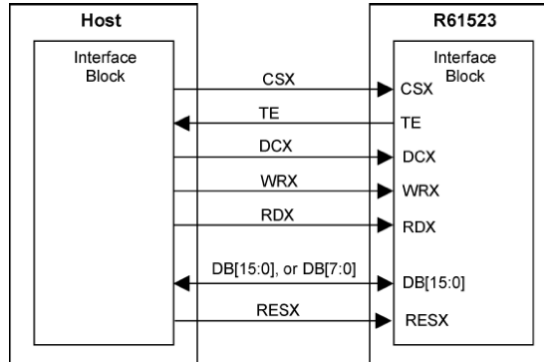 Host
R61523
Interface
Block
Interface
Block
CSX
CSX
TE
TE
DCX
DCX
WRX
WRX
RDX
RDX
DB[15:0], or DB[7:0]
DB[15:0]
RESX
RESX